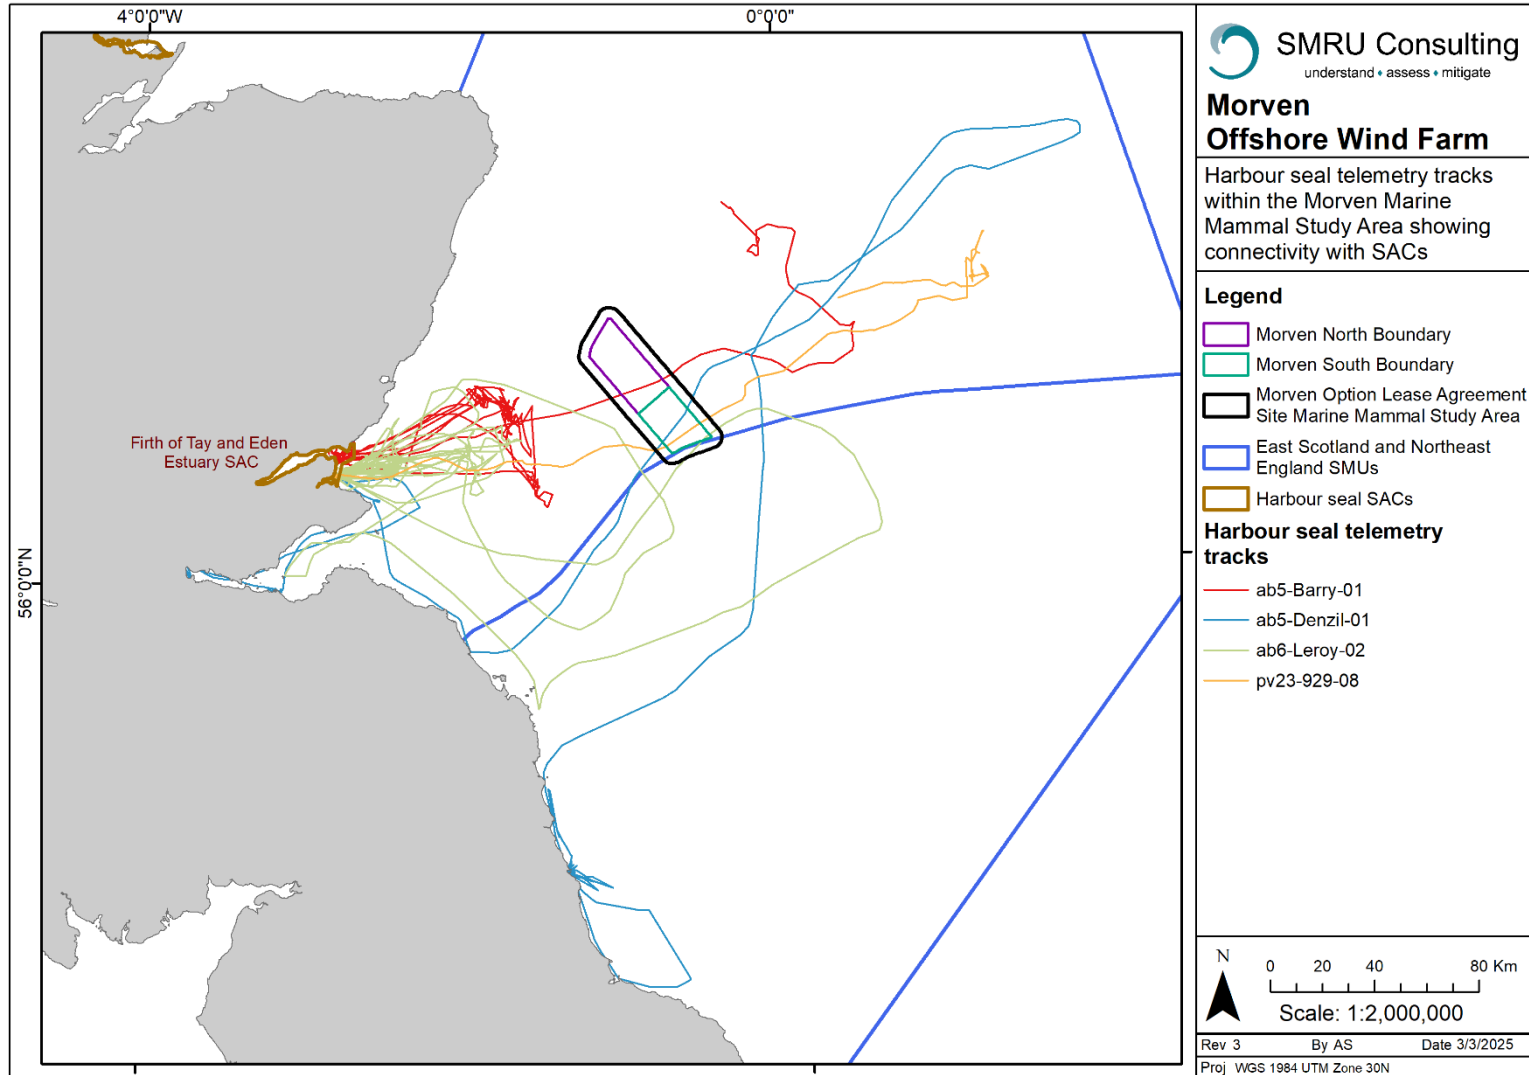 4°0'0"W
0°0'0"
56°0'0"N
Firth of Tay and Eden
Estuary SAC
SMRU Consulting
understand ♦ assess ♦ mitigate
Morven
Offshore Wind Farm
Harbour seal telemetry tracks
within the Morven Marine
Mammal Study Area showing
connectivity with SACs
Legend
Morven North Boundary
Morven South Boundary
Morven Option Lease Agreement
Site Marine Mammal Study Area
East Scotland and Northeast
England SMUs
Harbour seal SACs
Harbour seal telemetry
tracks
ab5-Barry-01
ab5-Denzil-01
ab6-Leroy-02
pv23-929-08
N
0 20 40 80 Km
Scale: 1:2,000,000
Rev 3 By AS Date 3/3/2025
Proj WGS 1984 UTM Zone 30N